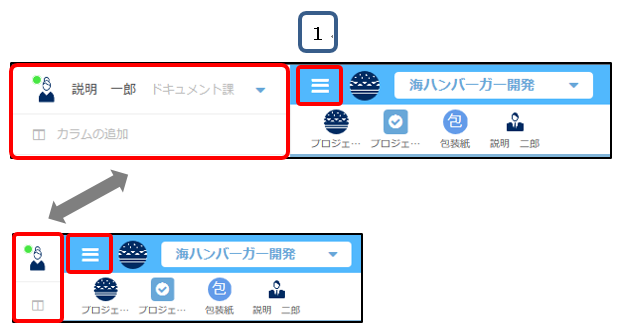 1
説明 一郎 ドキュメント課
海ハンバーガー開発
カラムの追加
包
プロジェ… プロジェ… 包装紙 説明 二郎
海ハンバーガー開発
包
プロジェ… プロジェ… 包装紙 説明 二郎